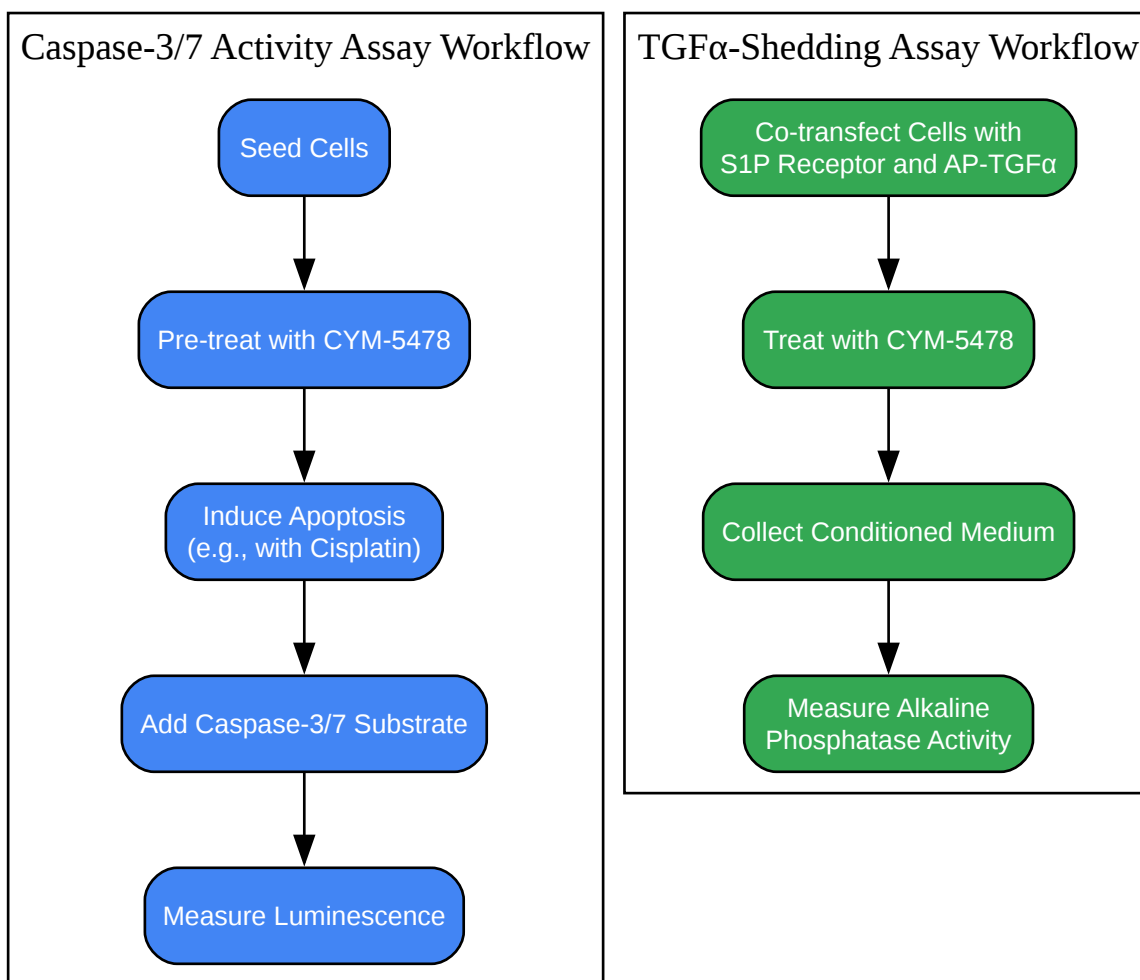 Caspase-3/7 Activity Assay Workflow
Seed Cells
Pre-treat with CYM-5478
Induce Apoptosis
(e.g., with Cisplatin)
Add Caspase-3/7 Substrate
Measure Luminescence
TGFα-Shedding Assay Workflow
Co-transfect Cells with
S1P Receptor and AP-TGFα
Treat with CYM-5478
Collect Conditioned Medium
Measure Alkaline
Phosphatase Activity